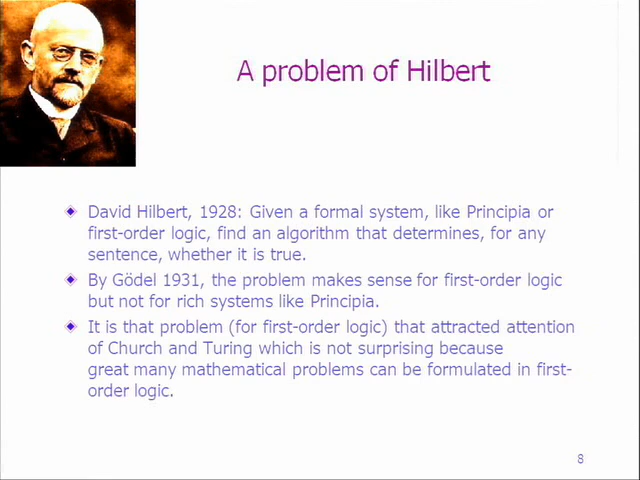 A problem of Hilbert
David Hilbert, 1928: Given a formal system, like Principia or
first-order logic, find an algorithm that determines, for any
sentence, whether it is true.
By Gödel 1931, the problem makes sense for first-order logic
but not for rich systems like Principia.
It is that problem (for first-order logic) that attracted attention
of Church and Turing which is not surprising because
great many mathematical problems can be formulated in first-
order logic.
8